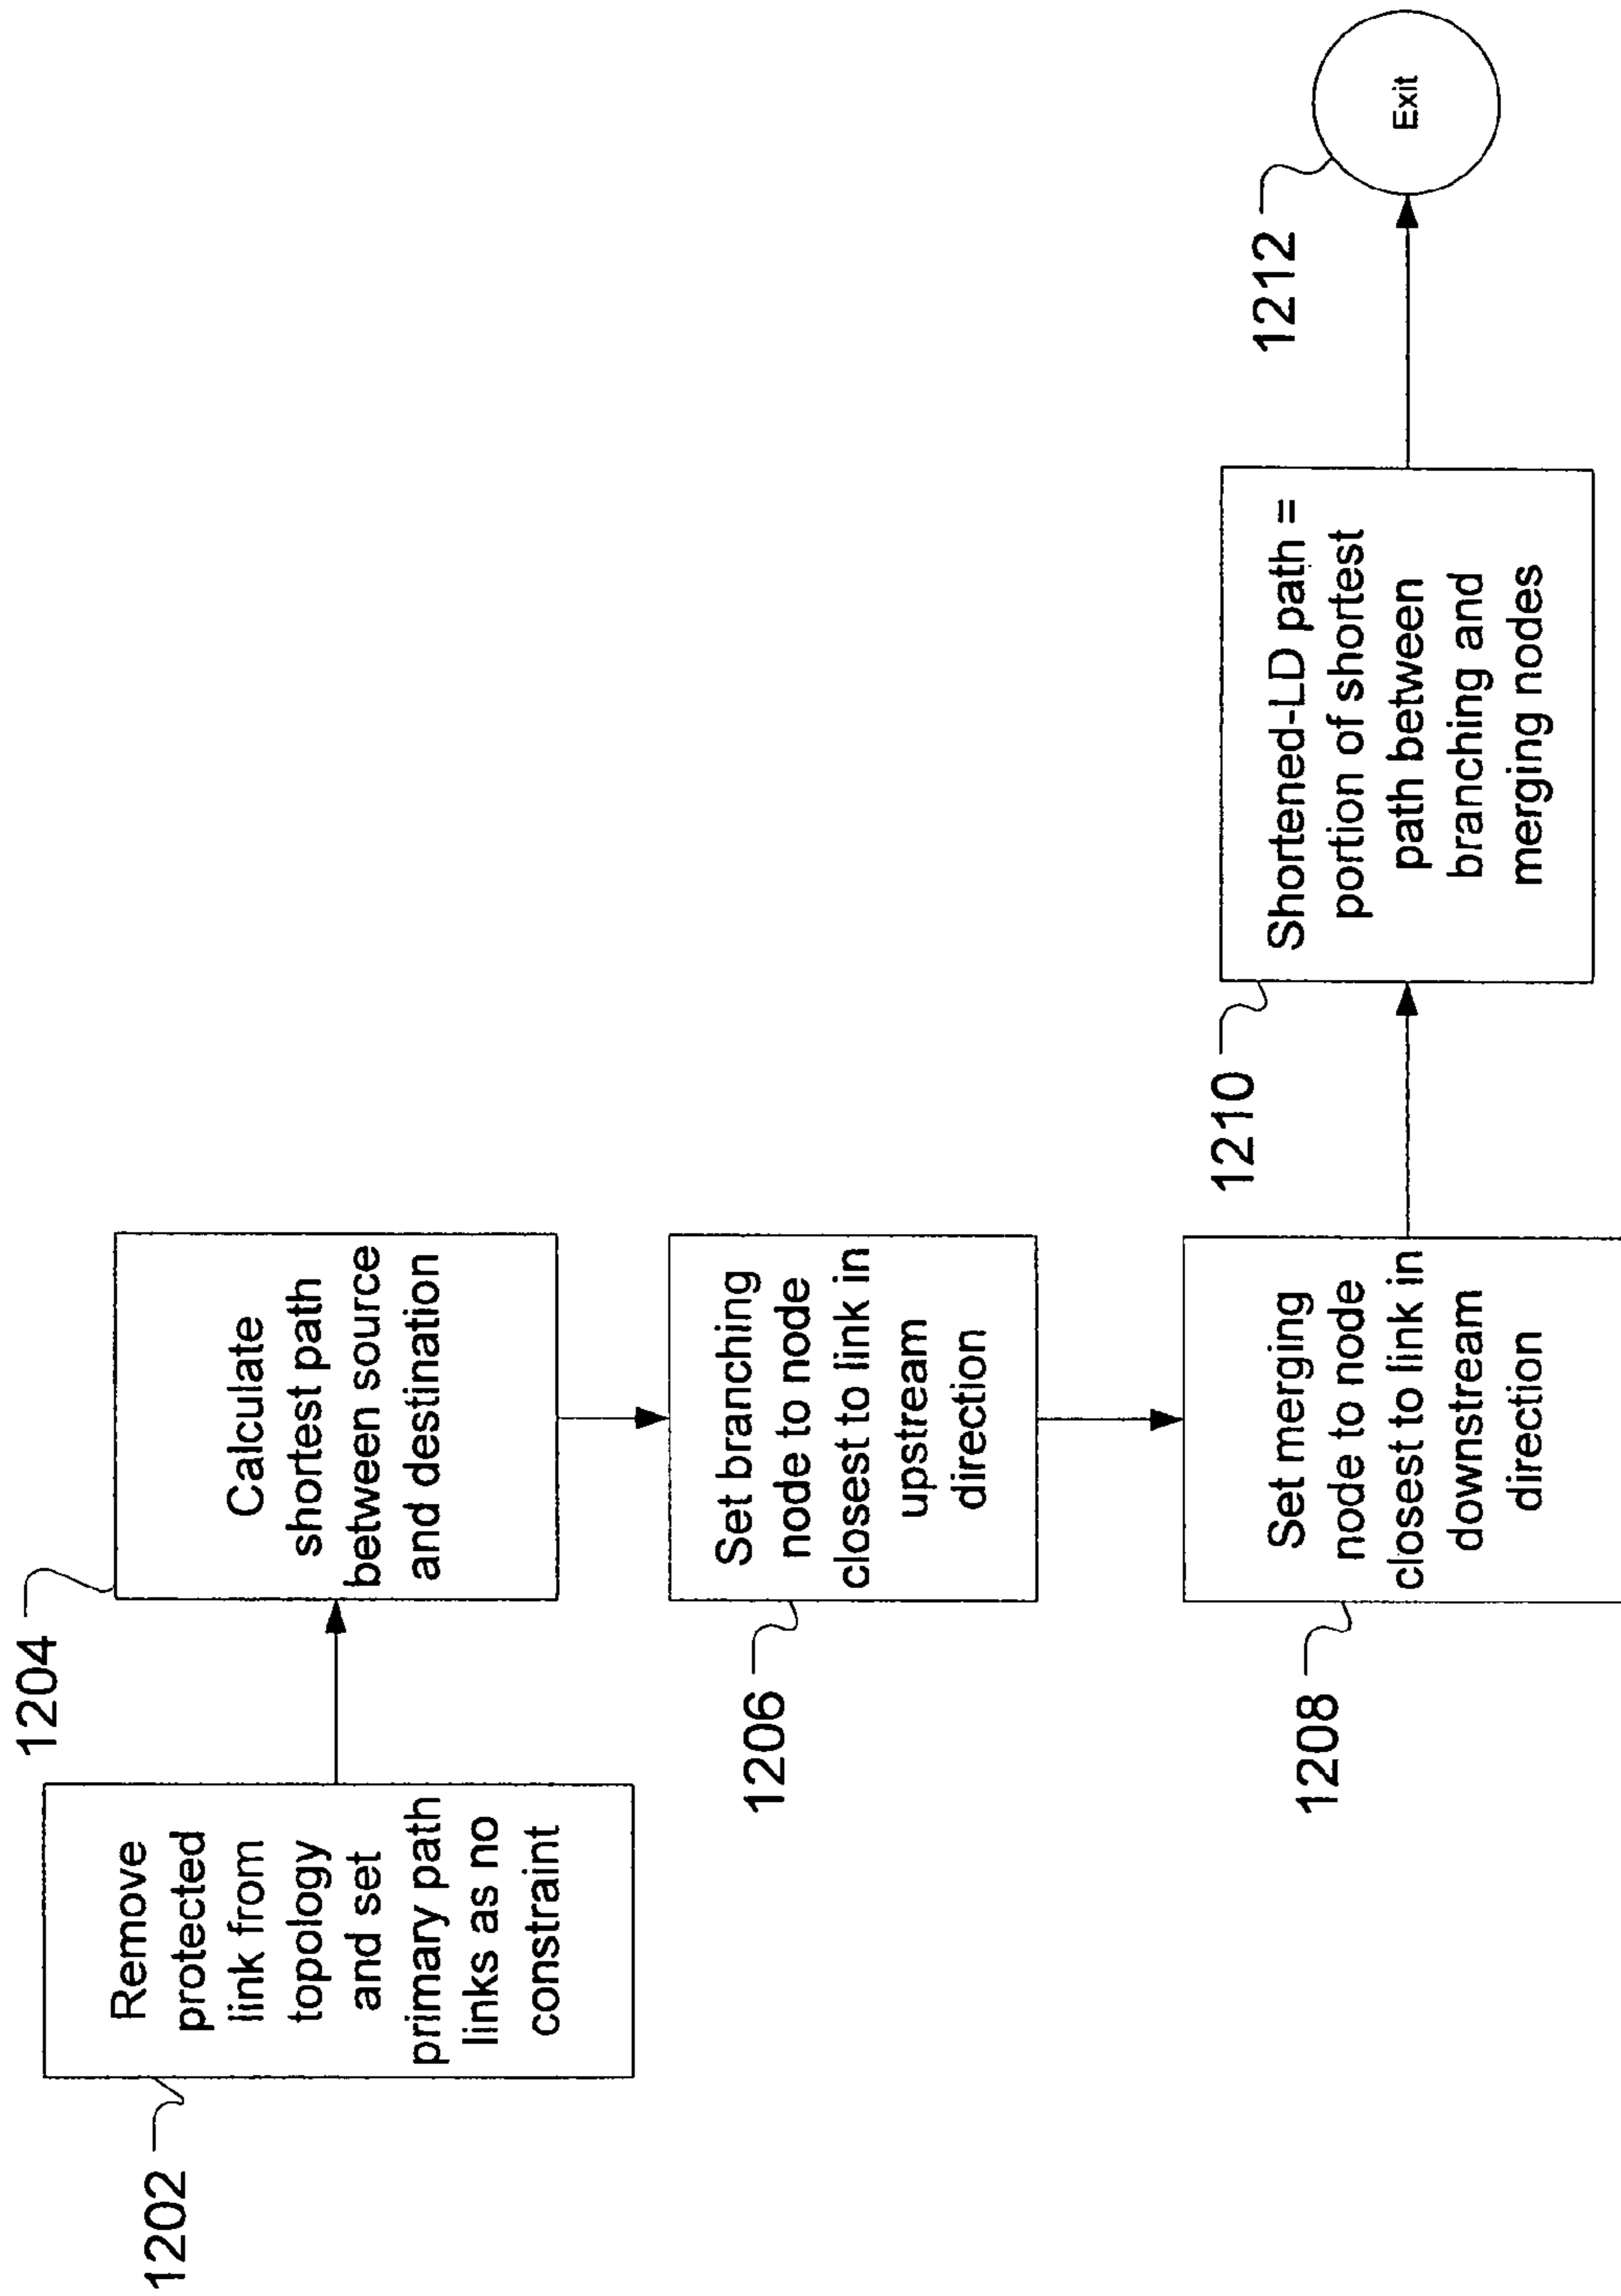 1202
Remove
protected
link from
topology
and set
primary path
links as no
constraint
1204
Calculate
shortest path
between source
and destination
1206
Set branching
node to node
closest to link in
upstream
direction
1208
Set merging
node to node
closest to link in
downstream
direction
1210
Shortened-LD path =
portion of shortest
path between
branching and
merging nodes
1212
Exit